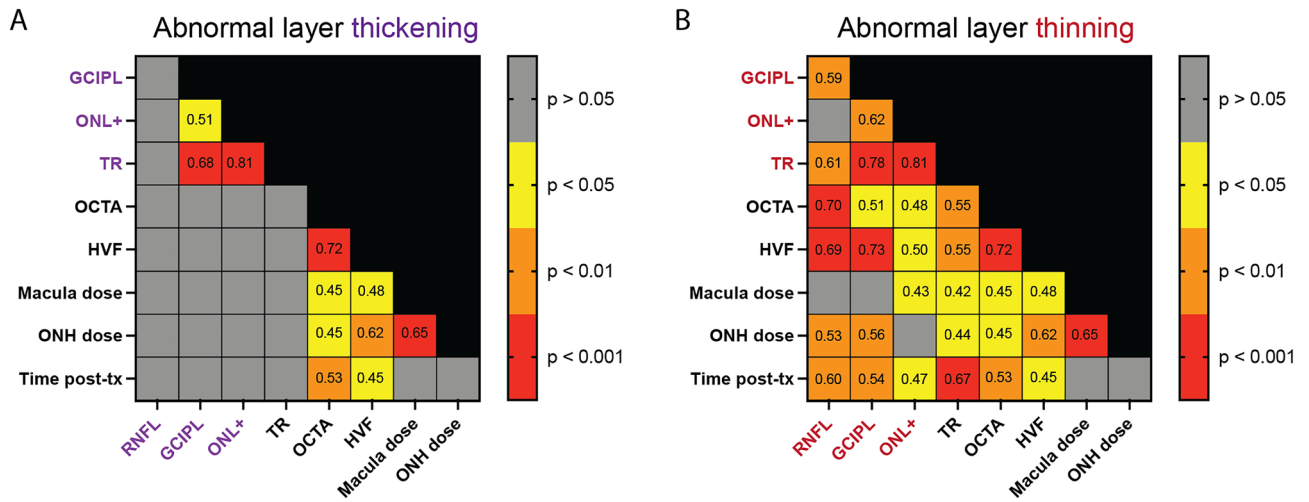 A
Abnormal layer thickening
GCIPL
ONL+ 0.51
TR 0.68 0.81
OCTA
HVF 0.72
Macula dose 0.45 0.48
ONH dose 0.45 0.62 0.65
Time post-tx 0.53 0.45
RNFL GCIPL ONL+ TR OCTA HVF Macula dose ONH dose
p > 0.05
p < 0.05
p < 0.01
p < 0.001
B
Abnormal layer thinning
GCIPL 0.59
ONL+ 0.62
TR 0.61 0.78 0.81
OCTA 0.70 0.51 0.48 0.55
HVF 0.69 0.73 0.50 0.55 0.72
Macula dose 0.43 0.42 0.45 0.48
ONH dose 0.53 0.56 0.44 0.45 0.62 0.65
Time post-tx 0.60 0.54 0.47 0.67 0.53 0.45
RNFL GCIPL ONL+ TR OCTA HVF Macula dose ONH dose
p > 0.05
p < 0.05
p < 0.01
p < 0.001